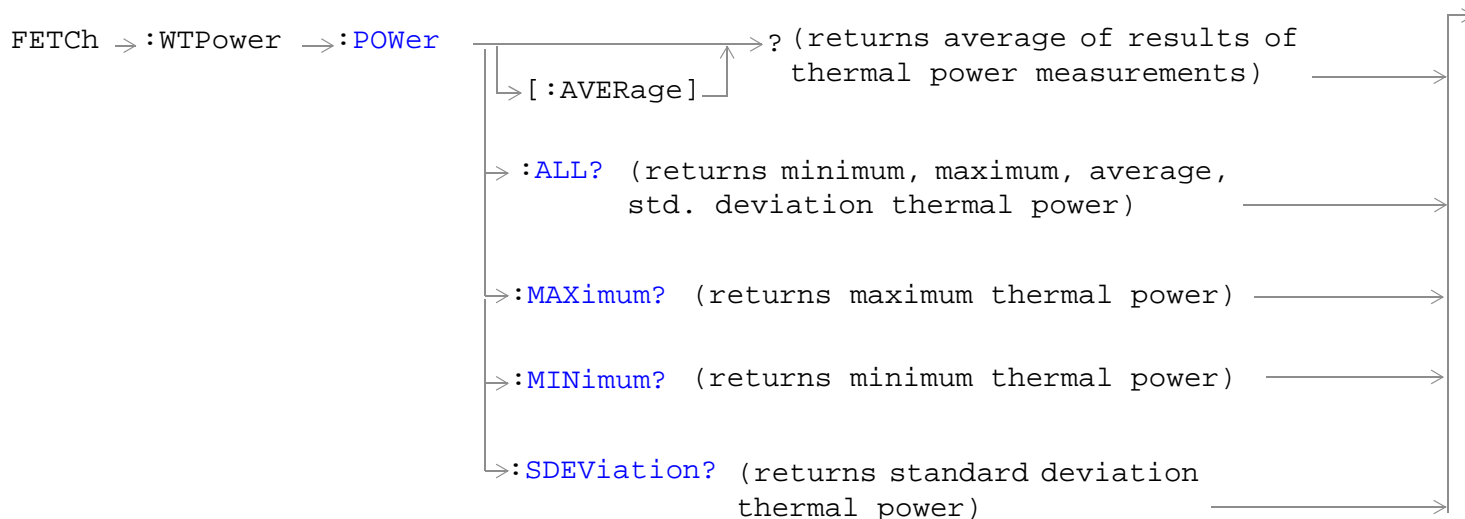 FETCh :WTPower :POWer ? (returns average of results of
thermal power measurements)
[:AVERage]
:ALL? (returns minimum, maximum, average,
std. deviation thermal power)
:MAXimum? (returns maximum thermal power)
:MINimum? (returns minimum thermal power)
:SDEViation? (returns standard deviation
thermal power)